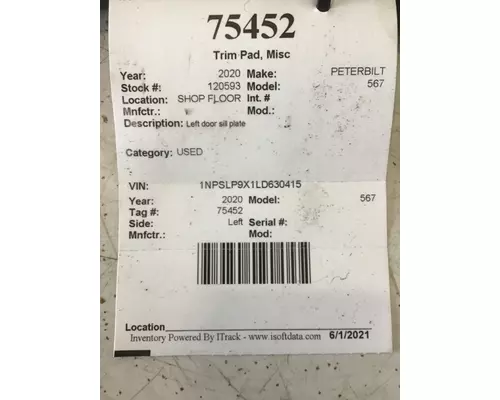 75452
Trim Pad, Misc
Year: 2020 Make: PETERBILT
Stock #: 120593 Model: 567
Location: SHOP FLOOR Int. #
Mnfctr.: Mod.:
Description: Left door sill plate
Category: USED
VIN: 1NPSLP9X1LD630415
Year: 2020 Model: 567
Tag #: 75452
Side: Left Serial #:
Mnfctr.: Mod:
Location
Inventory Powered By ITrack - www.isoftdata.com 6/1/2021